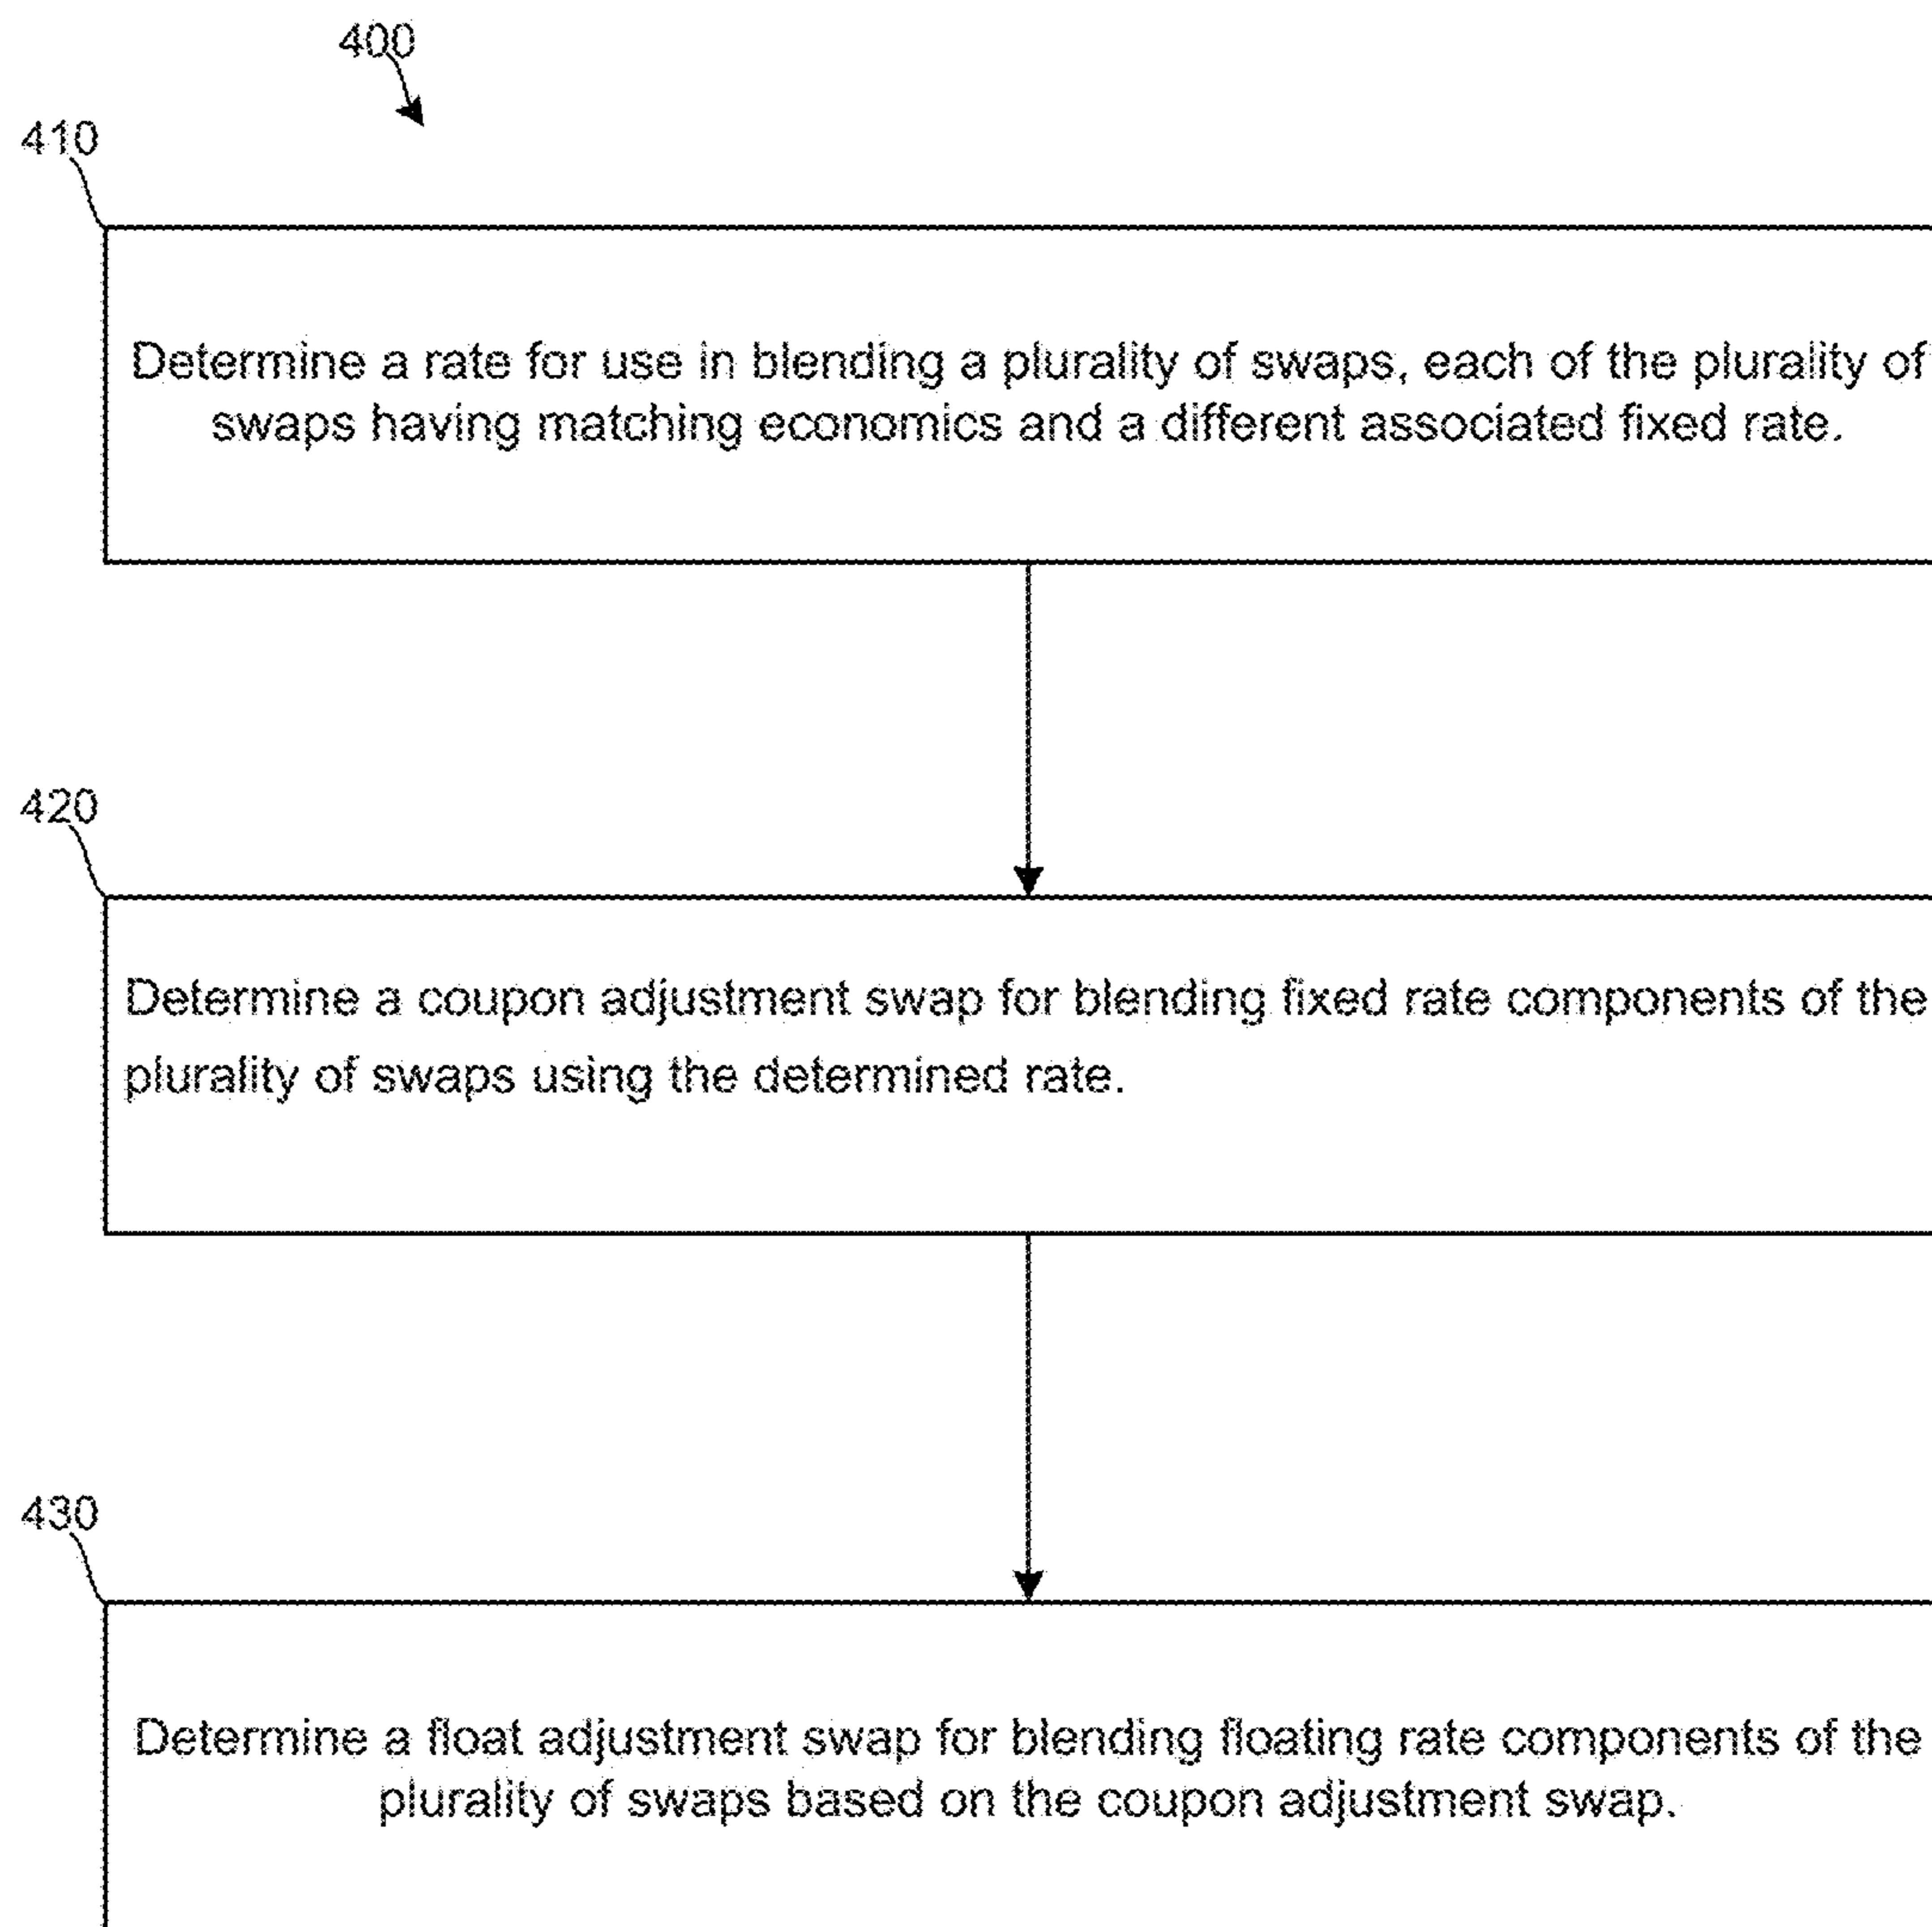 400
410
Determine a rate for use in blending a plurality of swaps, each of the plurality of
swaps having matching economics and a different associated fixed rate.
420
Determine a coupon adjustment swap for blending fixed rate components of the
plurality of swaps using the determined rate.
430
Determine a float adjustment swap for blending floating rate components of the
plurality of swaps based on the coupon adjustment swap.